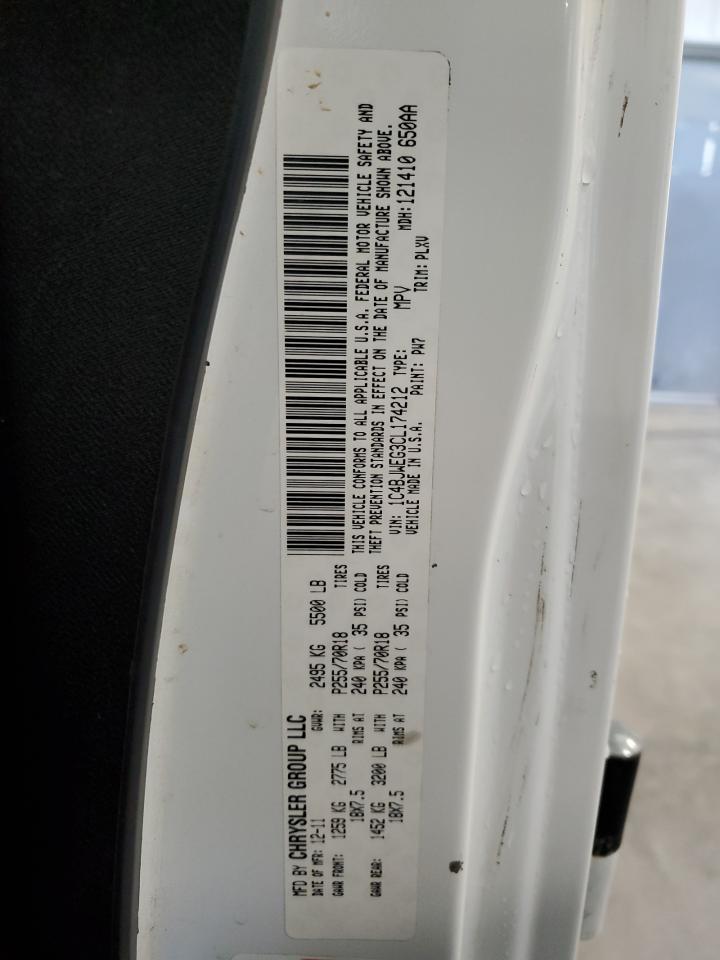 MFD BY CHRYSLER GROUP LLC
DATE OF MFR: 12-11 GVWR: 2495 KG 5500 LB
GAWR FRONT: 1259 KG 2775 LB WITH P255/70R18 TIRES
18X7.5 RIMS AT 240 KPA ( 35 PSI) COLD
GAWR REAR: 1452 KG 3200 LB WITH P255/70R18 TIRES
18X7.5 RIMS AT 240 KPA ( 35 PSI) COLD
THIS VEHICLE CONFORMS TO ALL APPLICABLE U.S.A. FEDERAL MOTOR VEHICLE SAFETY AND
THEFT PREVENTION STANDARDS IN EFFECT ON THE DATE OF MANUFACTURE SHOWN ABOVE.
VIN: 1C4BJWEG3CL174212 TYPE: MPV MDH: 121410 650AA
VEHICLE MADE IN U.S.A. PAINT: PW7 TRIM: PLXV